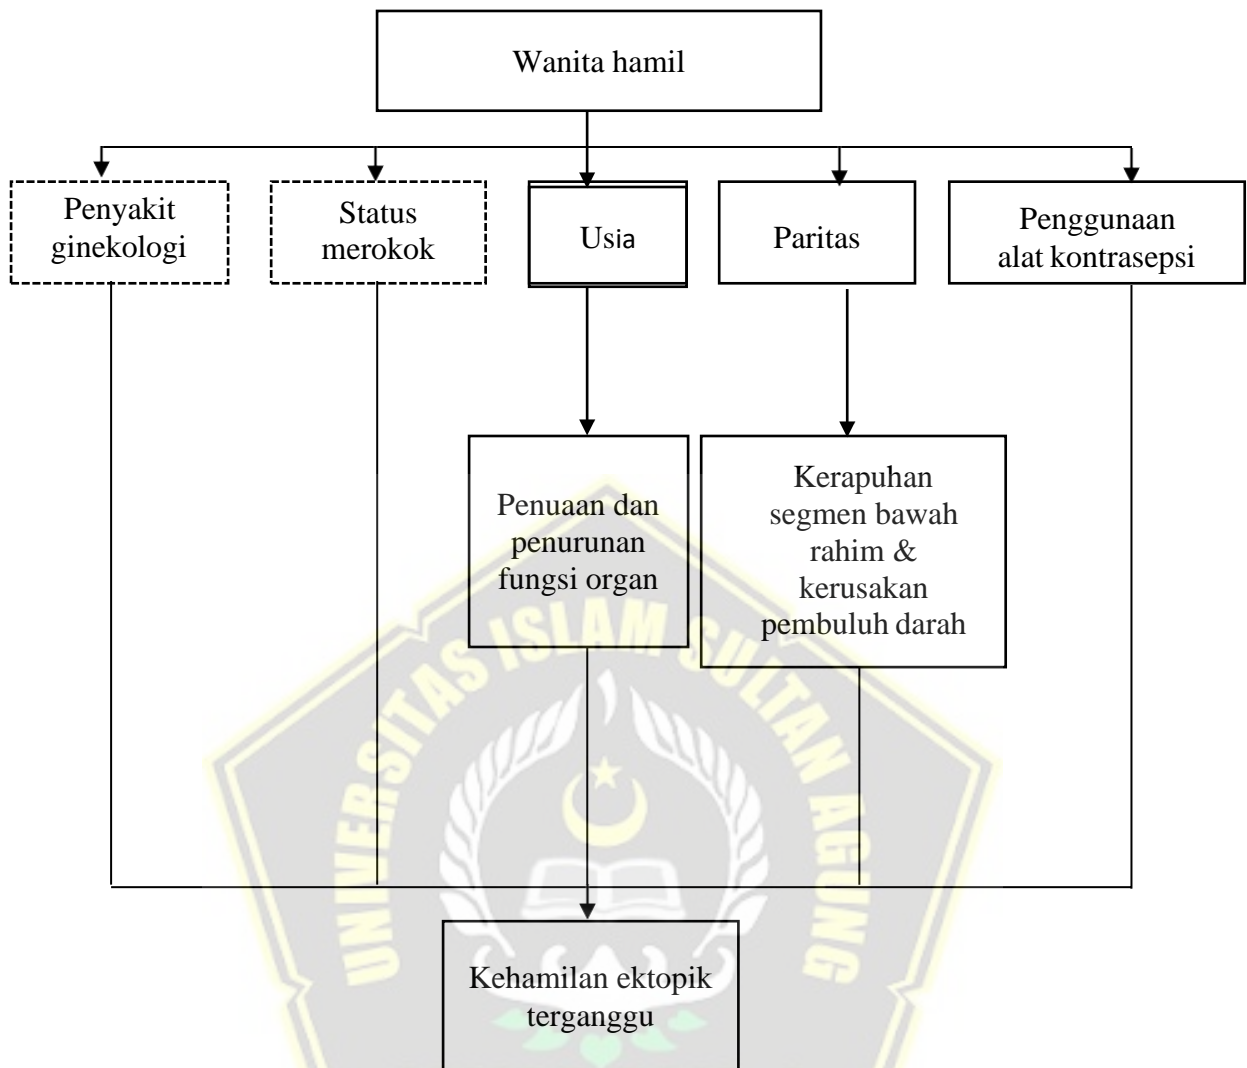 Wanita hamil
Penyakit
ginekologi
Status
merokok
Usia
Paritas
Penggunaan
alat kontrasepsi
Penuaan dan
penurunan
fungsi organ
Kerapuhan
segmen bawah
rahim &
kerusakan
pembuluh darah
UNIVERSITAS ISLAM SULTAN AGUNG
Kehamilan ektopik
terganggu